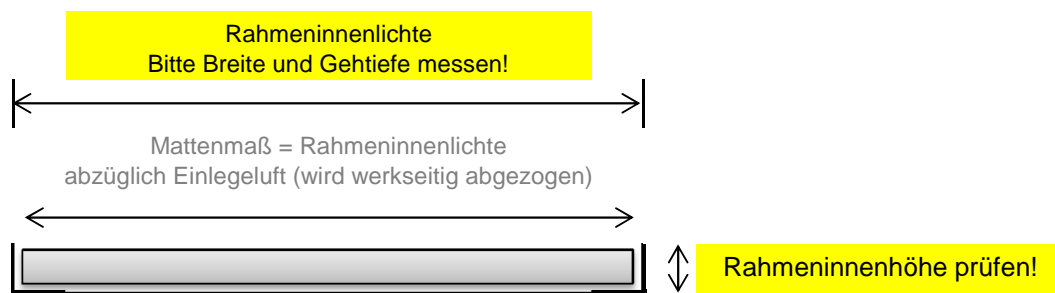 Rahmeninnenlichte
Bitte Breite und Gehtiefe messen!
Mattenmaß = Rahmeninnenlichte
abzüglich Einlegeluft (wird werkseitig abgezogen)
Rahmeninnenhöhe prüfen!